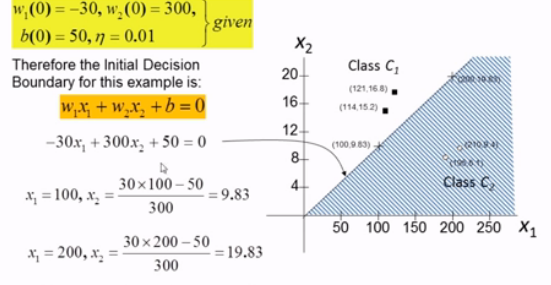 w₁(0) = −30, w₂(0) = 300,
b(0) = 50, η = 0.01
given
Therefore the Initial Decision
Boundary for this example is:
w₁x₁ + w₂x₂ + b = 0
−30x₁ + 300x₂ + 50 = 0
x₁ = 100, x₂ = (30×100 − 50)/300 = 9.83
x₁ = 200, x₂ = (30×200 − 50)/300 = 19.83
X₂
20
16
12
8
4
Class C₁
(121,16.8)
(114,15.2)
(100,9.83)
(200,19.83)
(210,9.4)
(195,8.1)
Class C₂
50 100 150 200 250 X₁